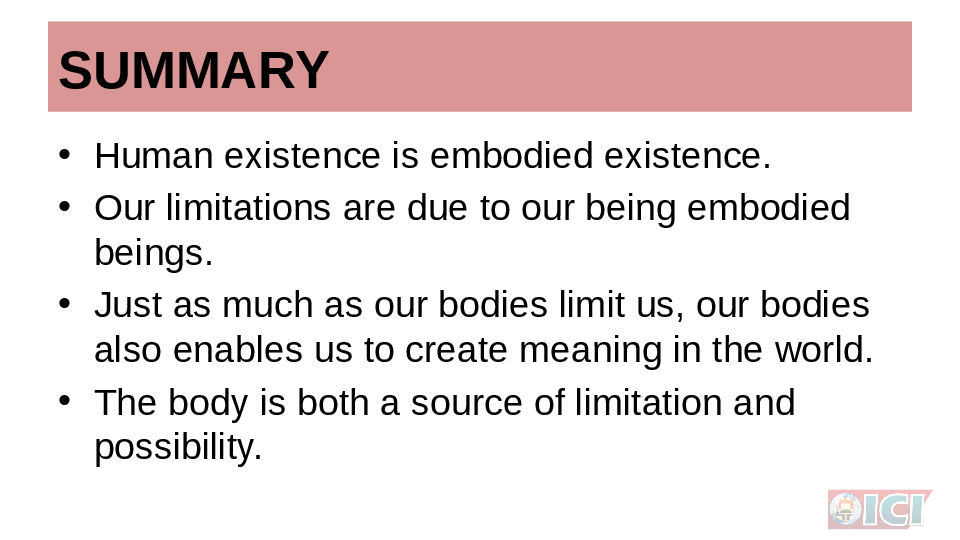 SUMMARY
• Human existence is embodied existence.
• Our limitations are due to our being embodied
beings.
• Just as much as our bodies limit us, our bodies
also enables us to create meaning in the world.
• The body is both a source of limitation and
possibility.
ICI